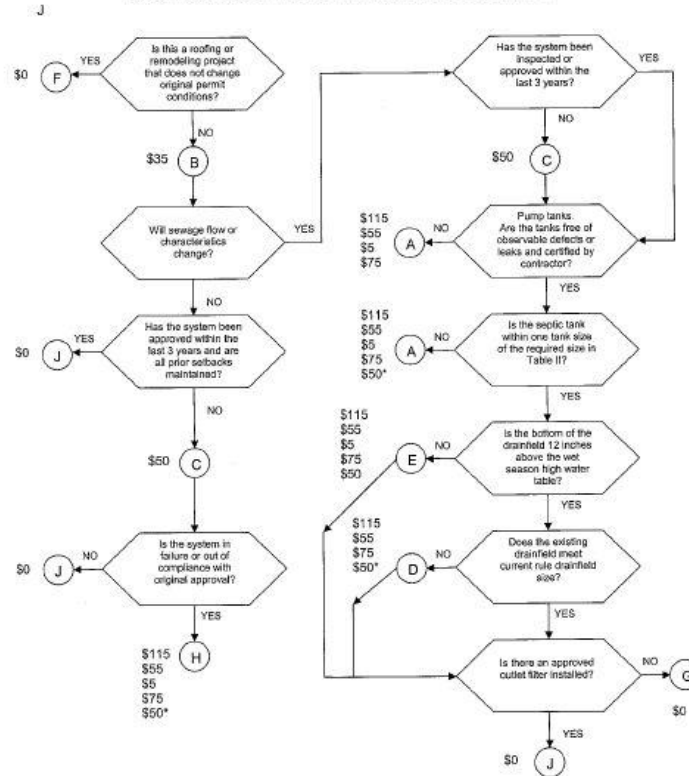 J
Is this a roofing or
remodeling project
that does not change
original permit
conditions?
YES
$0
F
NO
$35
B
Will sewage flow or
characteristics
change?
YES
NO
Has the system been
approved within the
last 3 years and are
all prior setbacks
maintained?
YES
$0
J
NO
$50
C
Is the system in
failure or out of
compliance with
original approval?
NO
$0
J
YES
$115
$55
$5
$75
$50*
H
Has the system been
inspected or
approved within the
last 3 years?
YES
NO
$50
C
Pump tanks.
Are the tanks free of
observable defects or
leaks and certified by
contractor?
NO
$115
$55
$5
$75
A
YES
Is the septic tank
within one tank size
of the required size in
Table II?
NO
$115
$55
$5
$75
$50*
A
YES
Is the bottom of the
drainfield 12 inches
above the wet
season high water
table?
NO
$115
$55
$5
$75
$50
E
YES
Does the existing
drainfield meet
current rule drainfield
size?
NO
$115
$55
$75
$50*
D
YES
Is there an approved
outlet filter installed?
NO
G
$0
YES
$0
J